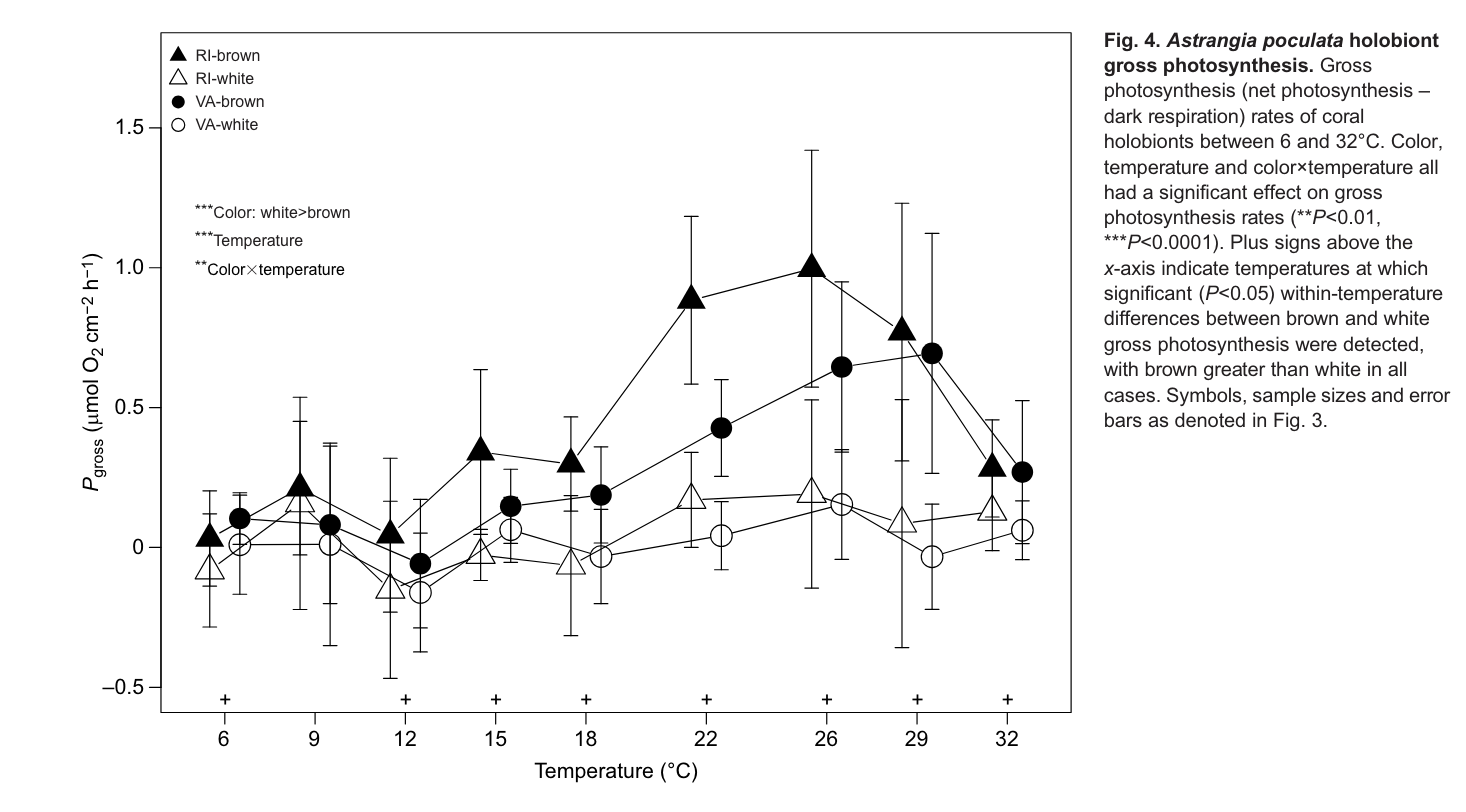 RI-brown
RI-white
VA-brown
VA-white
***Color: white>brown
***Temperature
**Color×temperature
1.5
1.0
0.5
0
–0.5
Pgross (µmol O2 cm−2 h−1)
+ + + + + + + +
6 9 12 15 18 22 26 29 32
Temperature (°C)
Fig. 4. Astrangia poculata holobiont
gross photosynthesis. Gross
photosynthesis (net photosynthesis –
dark respiration) rates of coral
holobionts between 6 and 32°C. Color,
temperature and color×temperature all
had a significant effect on gross
photosynthesis rates (**P<0.01,
***P<0.0001). Plus signs above the
x-axis indicate temperatures at which
significant (P<0.05) within-temperature
differences between brown and white
gross photosynthesis were detected,
with brown greater than white in all
cases. Symbols, sample sizes and error
bars as denoted in Fig. 3.